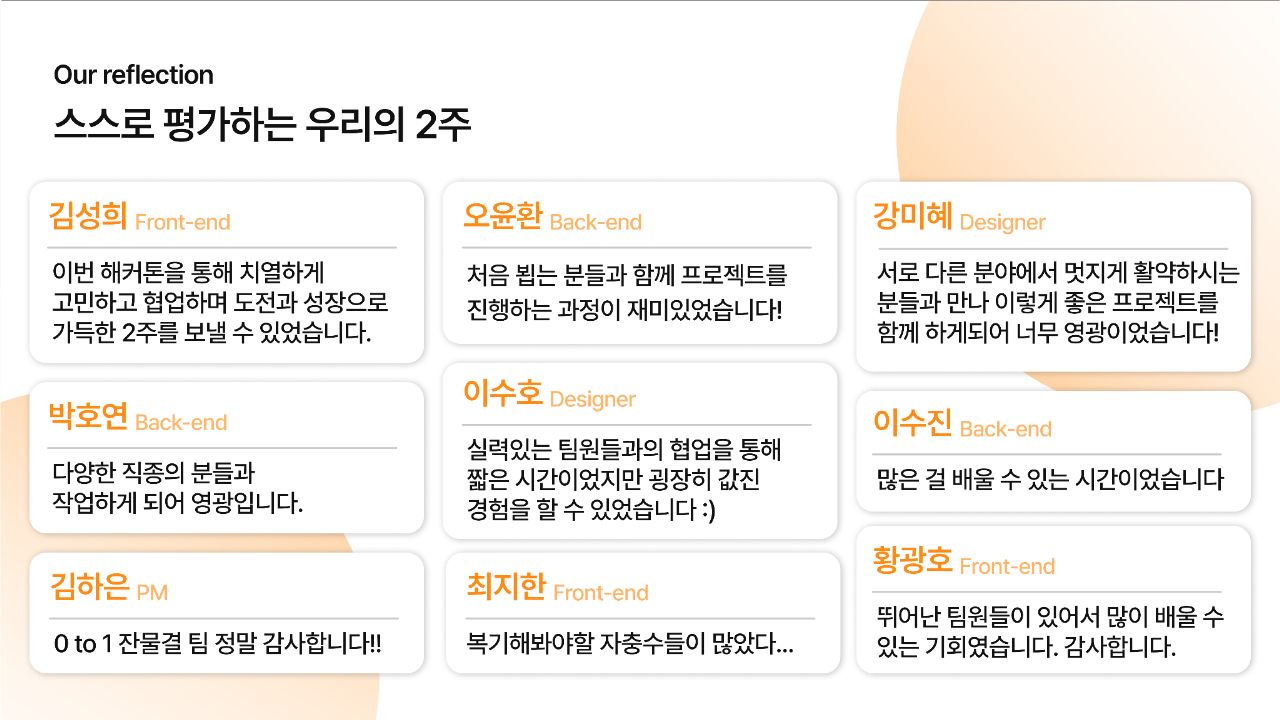 Our reflection
스스로 평가하는 우리의 2주
김성희 Front-end
이번 해커톤을 통해 치열하게
고민하고 협업하며 도전과 성장으로
가득한 2주를 보낼 수 있었습니다.
오윤환 Back-end
처음 뵙는 분들과 함께 프로젝트를
진행하는 과정이 재미있었습니다!
강미혜 Designer
서로 다른 분야에서 멋지게 활약하시는
분들과 만나 이렇게 좋은 프로젝트를
함께 하게되어 너무 영광이었습니다!
박호연 Back-end
다양한 직종의 분들과
작업하게 되어 영광입니다.
이수호 Designer
실력있는 팀원들과의 협업을 통해
짧은 시간이었지만 굉장히 값진
경험을 할 수 있었습니다 :)
이수진 Back-end
많은 걸 배울 수 있는 시간이었습니다
김하은 PM
0 to 1 잔물결 팀 정말 감사합니다!!
최지한 Front-end
복기해봐야할 자충수들이 많았다...
황광호 Front-end
뛰어난 팀원들이 있어서 많이 배울 수
있는 기회였습니다. 감사합니다.